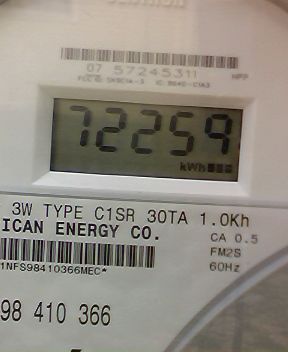 07 57245311
NPP
72259
kWh
3W TYPE C1SR 30TA 1.0Kh
ICAN ENERGY CO.
CA 0.5
FM2S
60Hz
1NFS98410366MEC*
98 410 366